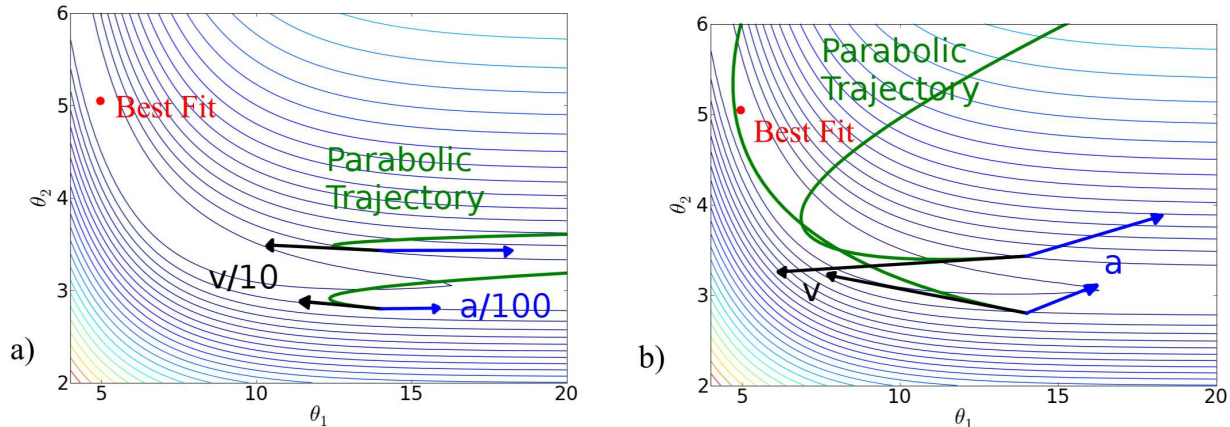 6
5
4
3
2
θ2
Best Fit
Parabolic
Trajectory
v/10
a/100
a)
5
10
15
20
θ1
6
5
4
3
2
θ2
Parabolic
Trajectory
Best Fit
a
v
b)
5
10
15
20
θ1